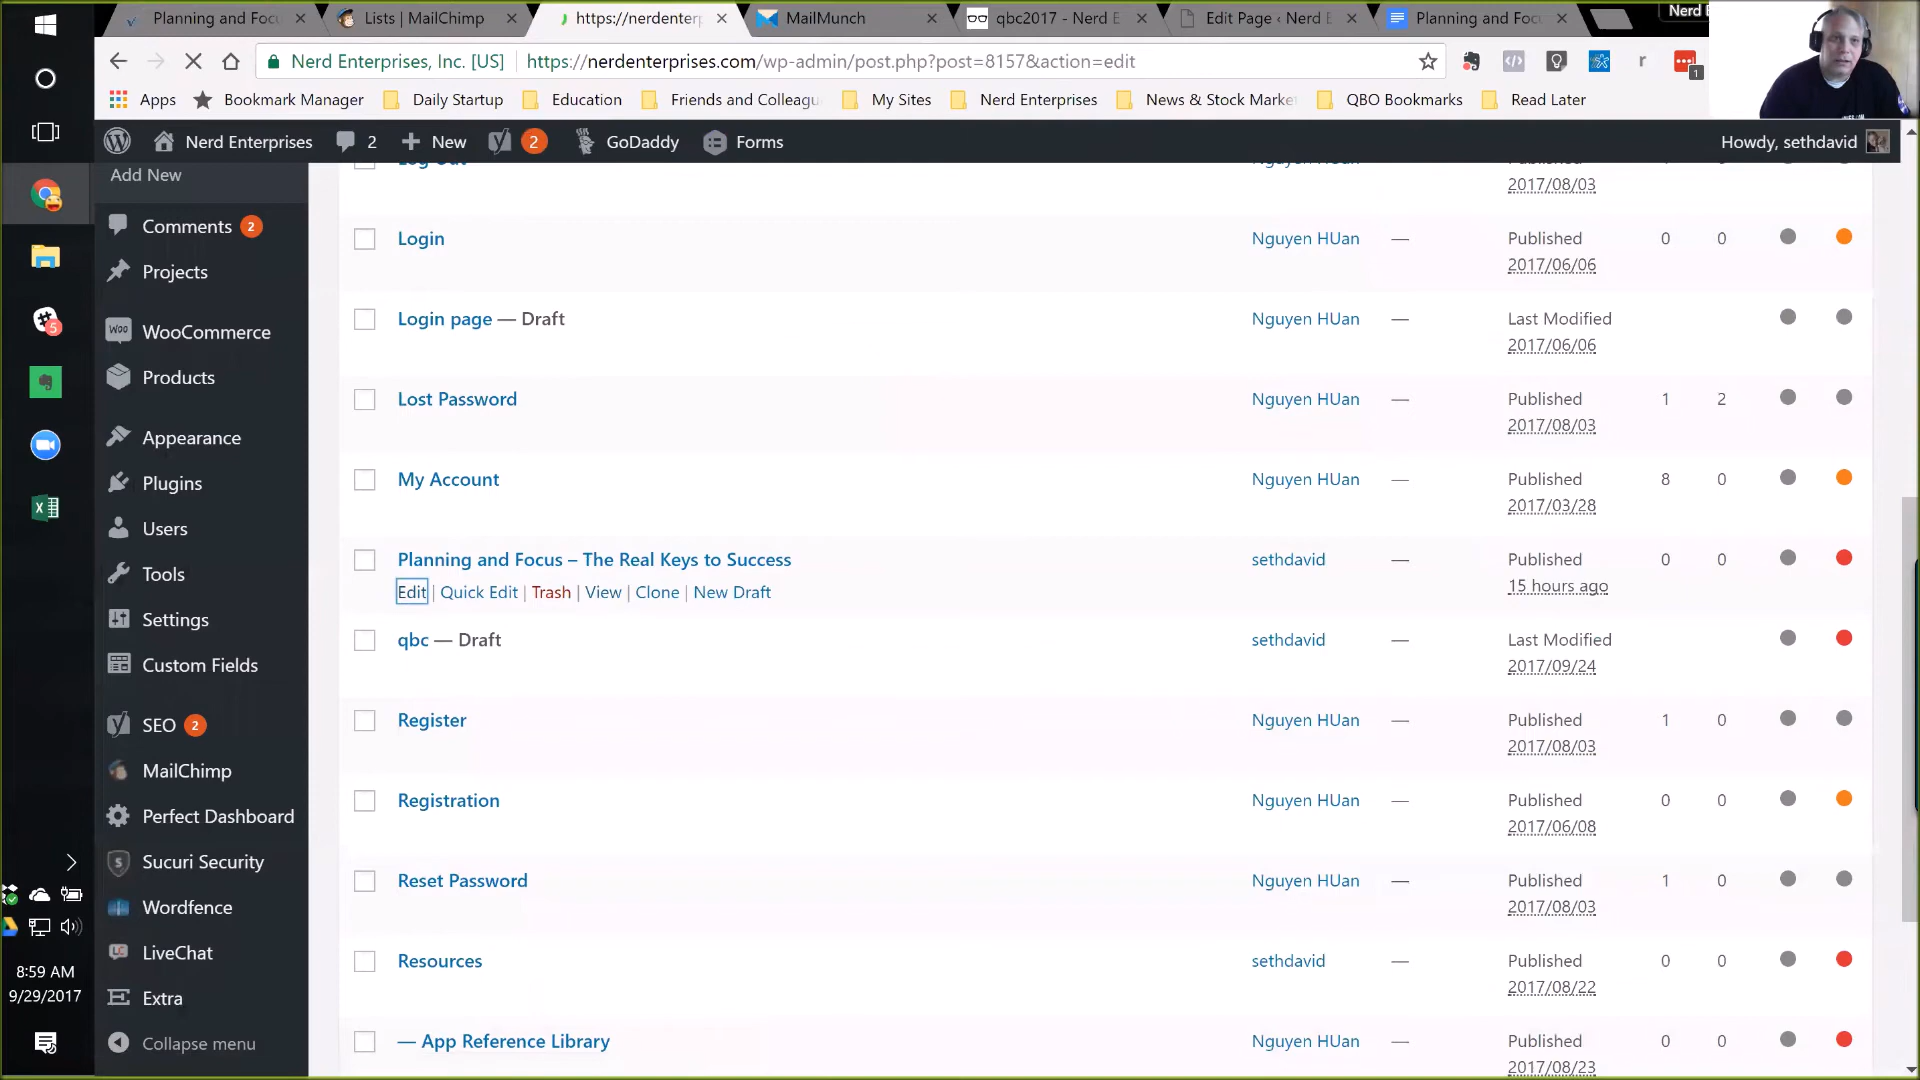 Planning and Focu
Lists | MailChimp
https://nerdenterp
MailMunch
qbc2017 - Nerd E
Edit Page ‹ Nerd E
Planning and Foc
Nerd E
Nerd Enterprises, Inc. [US]
https://nerdenterprises.com/wp-admin/post.php?post=8157&action=edit
1
Apps
Bookmark Manager
Daily Startup
Education
Friends and Colleagu
My Sites
Nerd Enterprises
News & Stock Marke
QBO Bookmarks
Read Later
Nerd Enterprises
2
New
2
GoDaddy
Forms
Howdy, sethdavid
Add New
Comments 2
Projects
WooCommerce
Products
Appearance
Plugins
Users
Tools
Settings
Custom Fields
SEO 2
MailChimp
Perfect Dashboard
Sucuri Security
Wordfence
LiveChat
Extra
Collapse menu
5
8:59 AM
9/29/2017
Log Out Nguyen HUan Published
2017/08/03
Login Nguyen HUan — Published 0 0
2017/06/06
Login page — Draft Nguyen HUan — Last Modified
2017/06/06
Lost Password Nguyen HUan — Published 1 2
2017/08/03
My Account Nguyen HUan — Published 8 0
2017/03/28
Planning and Focus – The Real Keys to Success sethdavid — Published 0 0
15 hours ago
Edit | Quick Edit | Trash | View | Clone | New Draft
qbc — Draft sethdavid — Last Modified
2017/09/24
Register Nguyen HUan — Published 1 0
2017/08/03
Registration Nguyen HUan — Published 0 0
2017/06/08
Reset Password Nguyen HUan — Published 1 0
2017/08/03
Resources sethdavid — Published 0 0
2017/08/22
— App Reference Library Nguyen HUan — Published 0 0
2017/08/23